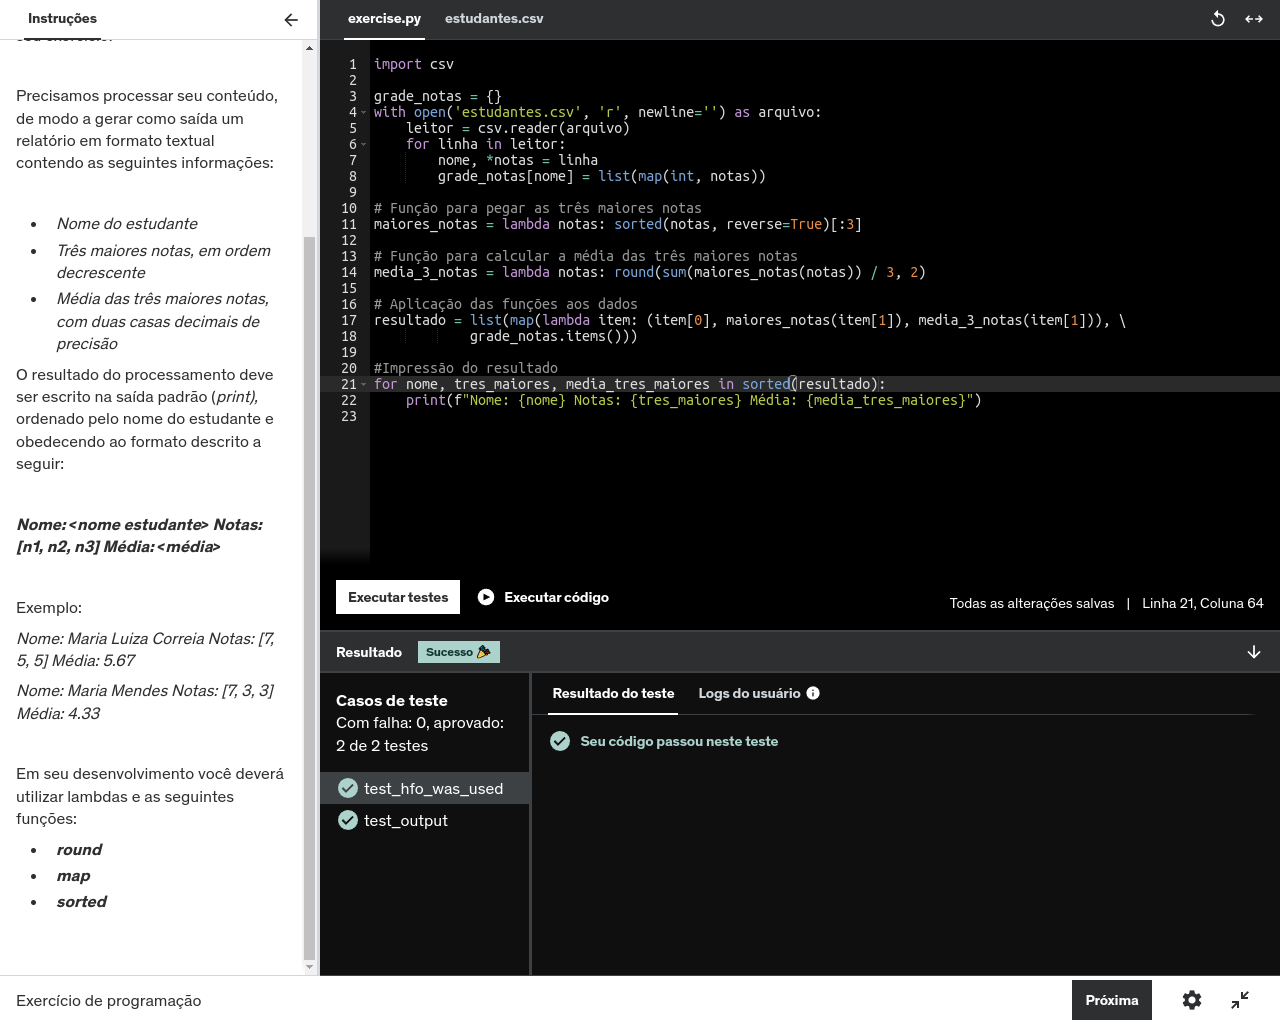 Instruções
exercise.py
estudantes.csv
seu exercício.
Precisamos processar seu conteúdo,
de modo a gerar como saída um
relatório em formato textual
contendo as seguintes informações:
Nome do estudante
Três maiores notas, em ordem
decrescente
Média das três maiores notas,
com duas casas decimais de
precisão
O resultado do processamento deve
ser escrito na saída padrão (print),
ordenado pelo nome do estudante e
obedecendo ao formato descrito a
seguir:
Nome: <nome estudante> Notas:
[n1, n2, n3] Média: <média>
Exemplo:
Nome: Maria Luiza Correia Notas: [7,
5, 5] Média: 5.67
Nome: Maria Mendes Notas: [7, 3, 3]
Média: 4.33
Em seu desenvolvimento você deverá
utilizar lambdas e as seguintes
funções:
round
map
sorted
1 import csv
2
3 grade_notas = {}
4 with open('estudantes.csv', 'r', newline='') as arquivo:
5     leitor = csv.reader(arquivo)
6     for linha in leitor:
7         nome, *notas = linha
8         grade_notas[nome] = list(map(int, notas))
9
10 # Função para pegar as três maiores notas
11 maiores_notas = lambda notas: sorted(notas, reverse=True)[:3]
12
13 # Função para calcular a média das três maiores notas
14 media_3_notas = lambda notas: round(sum(maiores_notas(notas)) / 3, 2)
15
16 # Aplicação das funções aos dados
17 resultado = list(map(lambda item: (item[0], maiores_notas(item[1]), media_3_notas(item[1])), \
18             grade_notas.items()))
19
20 #Impressão do resultado
21 for nome, tres_maiores, media_tres_maiores in sorted(resultado):
22     print(f"Nome: {nome} Notas: {tres_maiores} Média: {media_tres_maiores}")
23
Executar testes
Executar código
Todas as alterações salvas | Linha 21, Coluna 64
Resultado
Sucesso
Casos de teste
Com falha: 0, aprovado:
2 de 2 testes
test_hfo_was_used
test_output
Resultado do teste
Logs do usuário
Seu código passou neste teste
Exercício de programação
Próxima